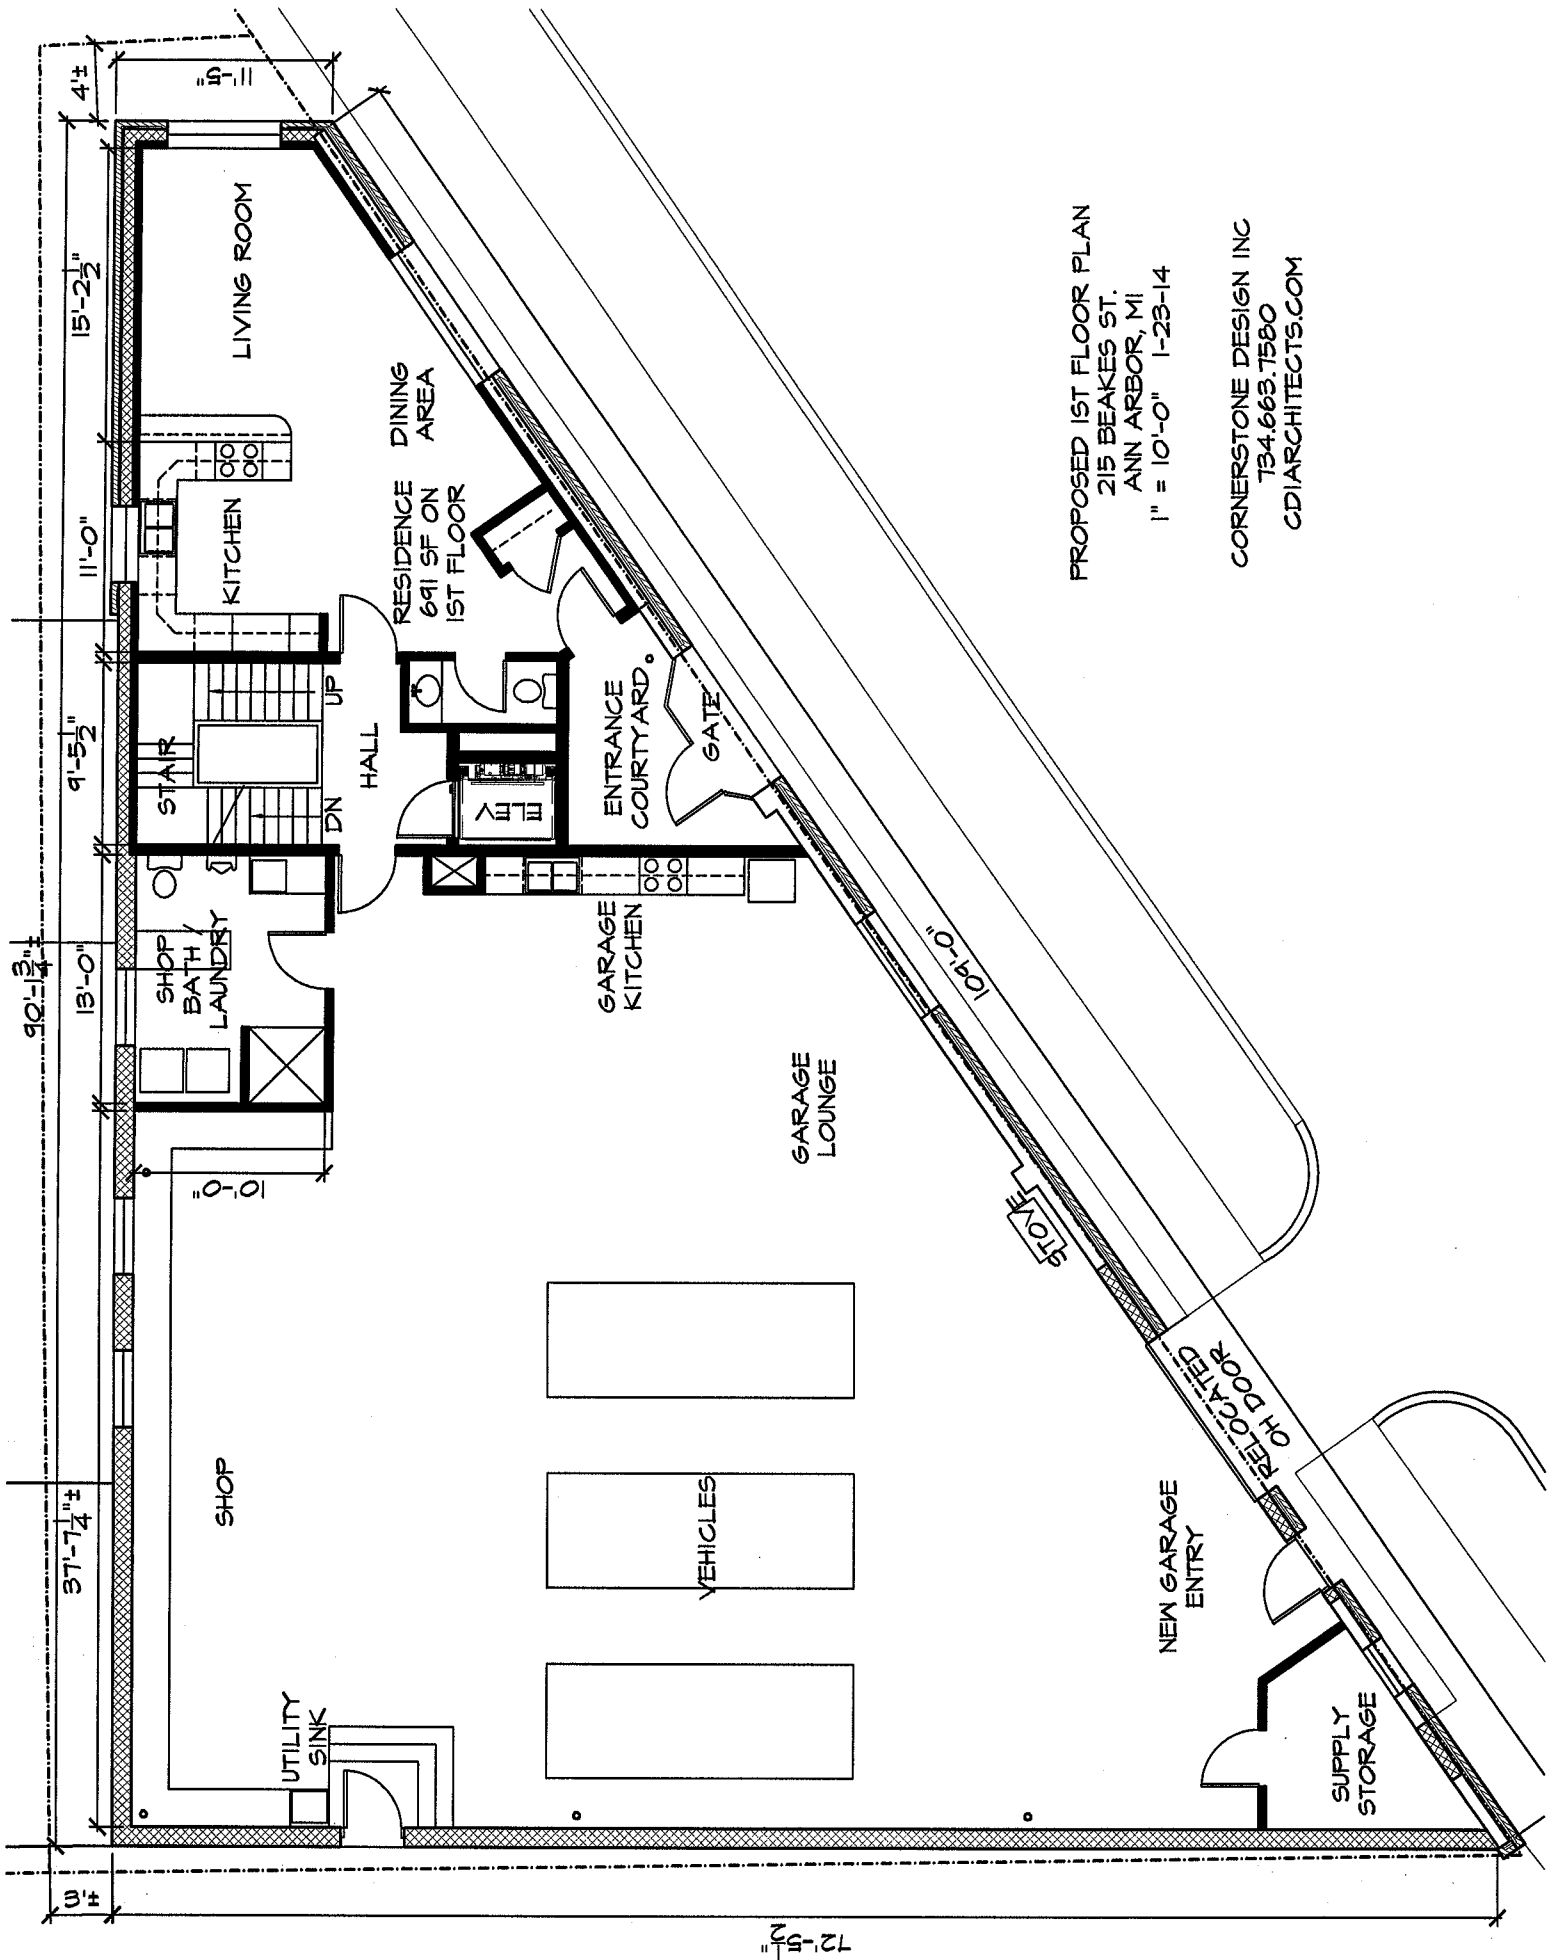 PROPOSED 1ST FLOOR PLAN
215 BEAKES ST.
ANN ARBOR, MI
1" = 10'-0" 1-23-14
CORNERSTONE DESIGN INC
734.663.7580
CDIARCHITECTS.COM
3'±
90'-1 3/4"±
4'±
37'-7 1/4"±
13'-0"
9'-5 1/2"
11'-0"
15'-2 1/2"
11'-5"
72'-5 1/2"
10'-0"
109'-0"
UTILITY
SINK
SHOP
SHOP
BATH /
LAUNDRY
STAIR
DN
UP
HALL
KITCHEN
LIVING ROOM
DINING
AREA
RESIDENCE
691 SF ON
1ST FLOOR
ELEV
ENTRANCE
COURTYARD
GATE
GARAGE
KITCHEN
GARAGE
LOUNGE
STOVE
VEHICLES
NEW GARAGE
ENTRY
RELOCATED
OH DOOR
SUPPLY
STORAGE